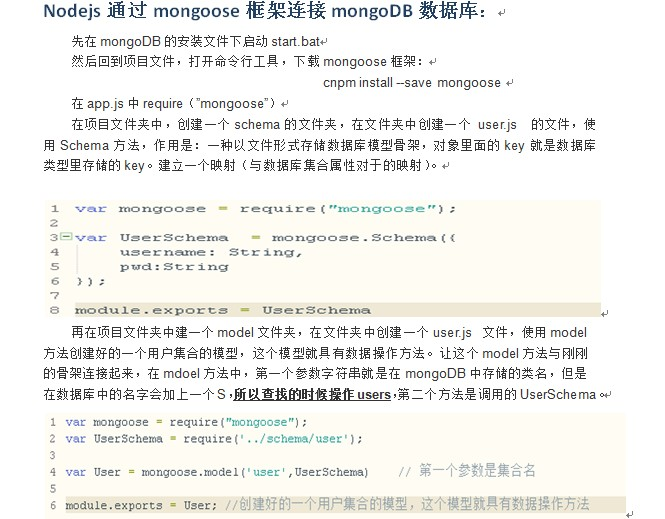 Nodejs 通过 mongoose 框架连接 mongoDB 数据库：
先在 mongoDB 的安装文件下启动 start.bat
然后回到项目文件，打开命令行工具，下载 mongoose 框架：
cnpm install --save mongoose
在 app.js 中 require（”mongoose”）
在项目文件夹中，创建一个 schema 的文件夹，在文件夹中创建一个 user.js 的文件，使
用 Schema 方法，作用是：一种以文件形式存储数据库模型骨架，对象里面的 key 就是数据库
类型里存储的 key。建立一个映射（与数据库集合属性对于的映射）。
1 var mongoose = require("mongoose");
2
3 var UserSchema = mongoose.Schema({
4 username: String,
5 pwd:String
6 });
7
8 module.exports = UserSchema
再在项目文件夹中建一个 model 文件夹，在文件夹中创建一个 user.js 文件，使用 model
方法创建好的一个用户集合的模型，这个模型就具有数据操作方法。让这个 model 方法与刚刚
的骨架连接起来，在 mdoel 方法中，第一个参数字符串就是在 mongoDB 中存储的类名，但是
在数据库中的名字会加上一个 S，所以查找的时候操作 users，第二个方法是调用的 UserSchema。
1 var mongoose = require("mongoose");
2 var UserSchema = require('../schema/user');
3
4 var User = mongoose.model('user',UserSchema) // 第一个参数是集合名
5
6 module.exports = User; //创建好的一个用户集合的模型，这个模型就具有数据操作方法